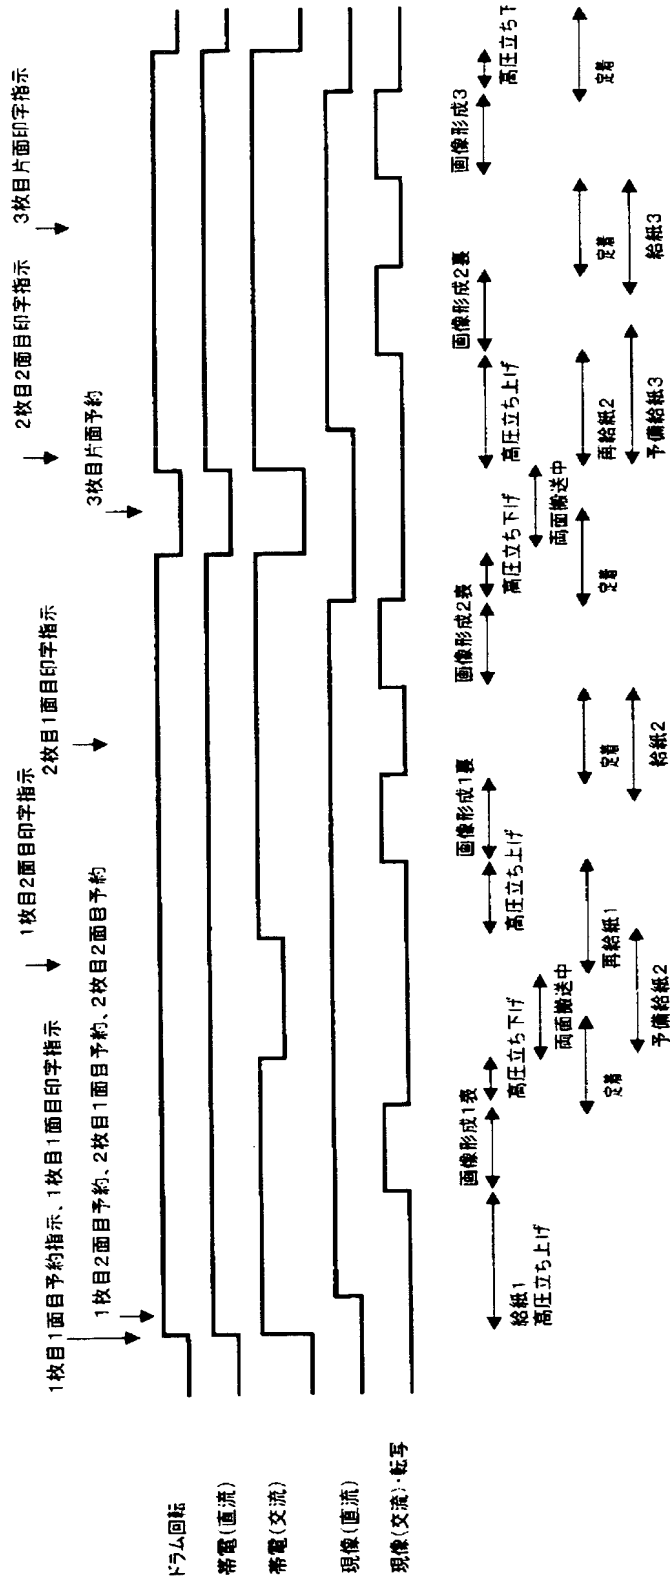 1枚目1面目予約指示、1枚目1面目印字指示
1枚目2面目予約、2枚目1面目予約、2枚目2面目予約
1枚目2面目印字指示
2枚目1面目印字指示
3枚目片面予約
2枚目2面目印字指示
3枚目片面印字指示
ドラム回転
帯電(直流)
帯電(交流)
現像(直流)
現像(交流)・転写
給紙1
高圧立ち上げ
画像形成1表
高圧立ち下げ
定着
両面搬送中
予備給紙2
再給紙1
高圧立ち上げ
画像形成1裏
定着
給紙2
画像形成2表
高圧立ち下げ
定着
両面搬送中
高圧立ち上げ
再給紙2
予備給紙3
画像形成2裏
定着
給紙3
画像形成3
高圧立ち下
定着